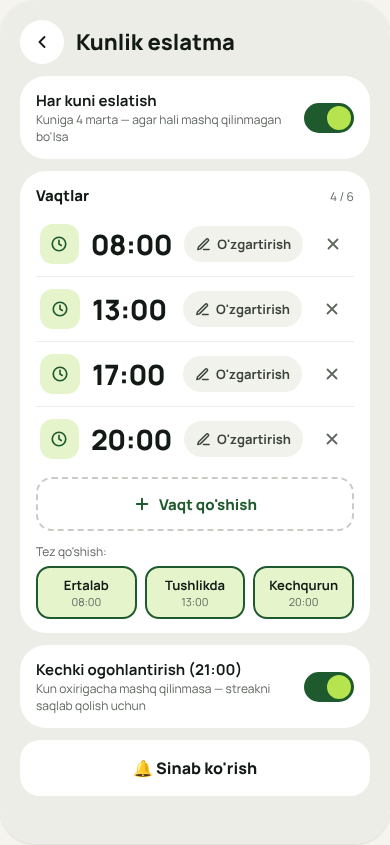 Kunlik eslatma
Har kuni eslatish
Kuniga 4 marta — agar hali mashq qilinmagan
bo'lsa
Vaqtlar
4 / 6
08:00 O'zgartirish
13:00 O'zgartirish
17:00 O'zgartirish
20:00 O'zgartirish
+ Vaqt qo'shish
Tez qo'shish:
Ertalab Tushlikda Kechqurun
08:00 13:00 20:00
Kechki ogohlantirish (21:00)
Kun oxirigacha mashq qilinmasa — streakni
saqlab qolish uchun
🔔 Sinab ko'rish